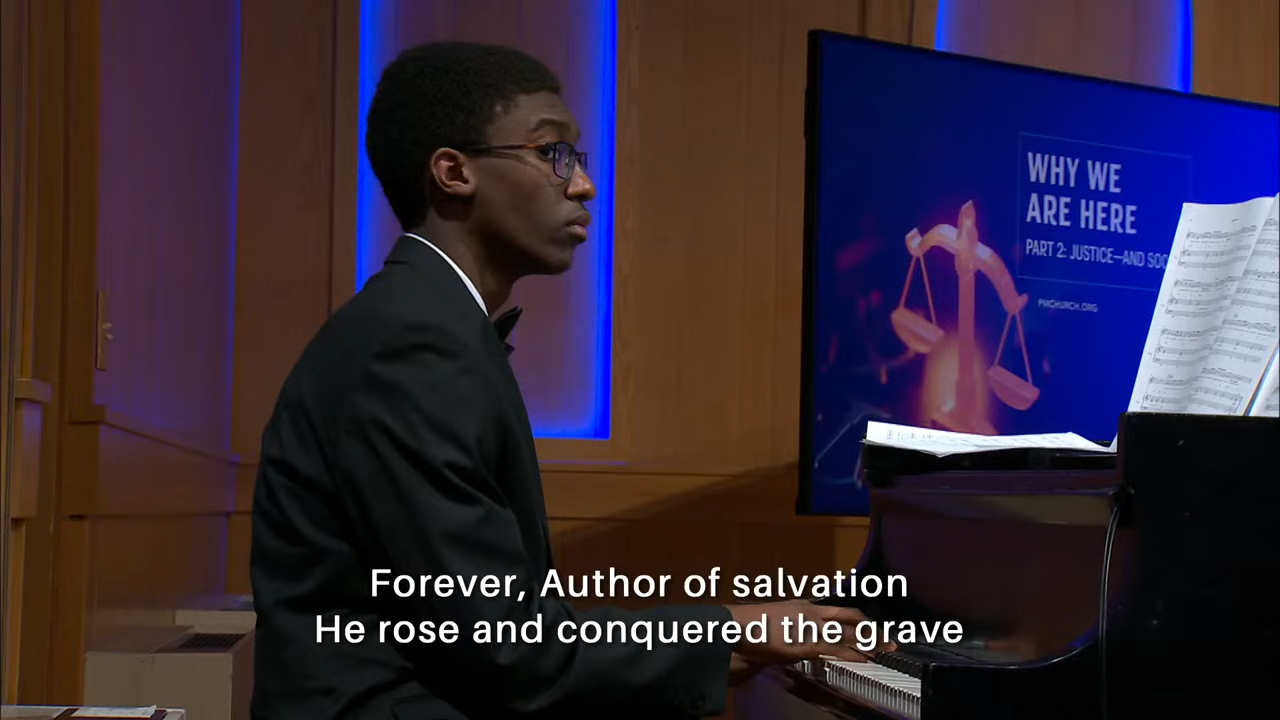 WHY WE
ARE HERE
PART 2: JUSTICE—AND
PMCHURCH.ORG
Forever, Author of salvation
He rose and conquered the grave